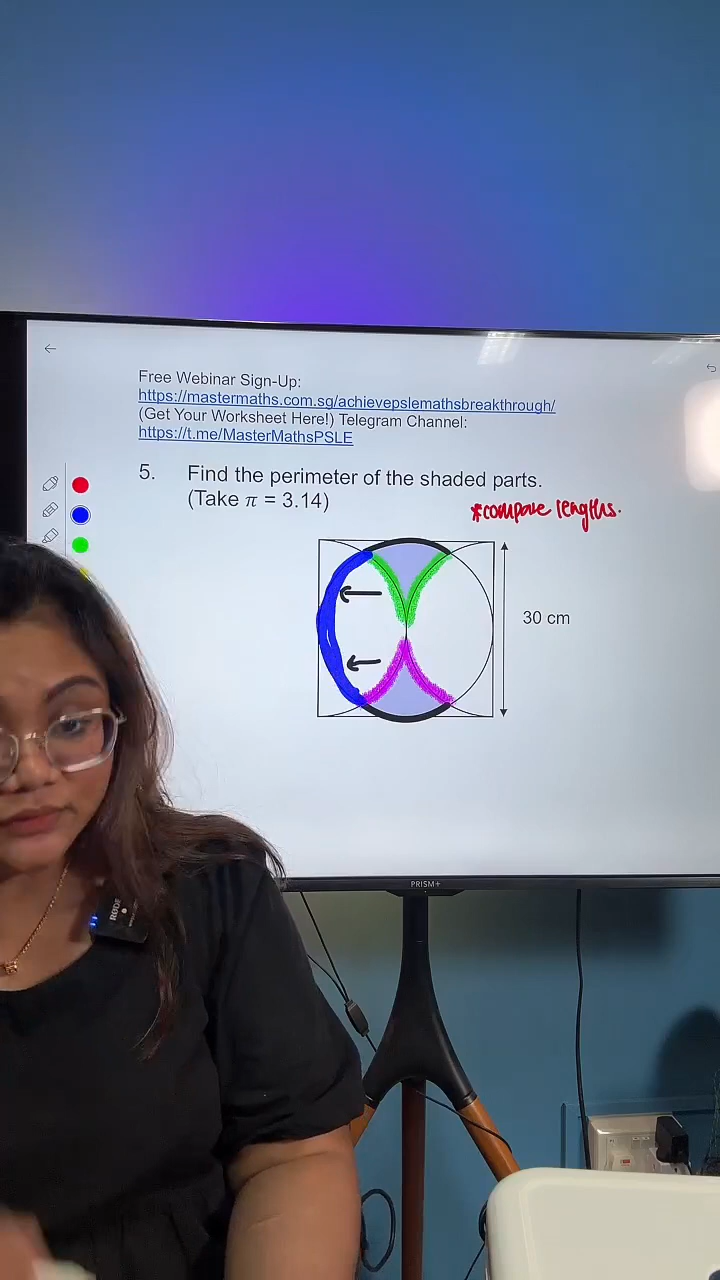 Free Webinar Sign-Up:
https://mastermaths.com.sg/achievepslemathsbreakthrough/
(Get Your Worksheet Here!) Telegram Channel:
https://t.me/MasterMathsPSLE
5. Find the perimeter of the shaded parts.
(Take π = 3.14)
*compare lengths.
30 cm
PRISM+
RØDE